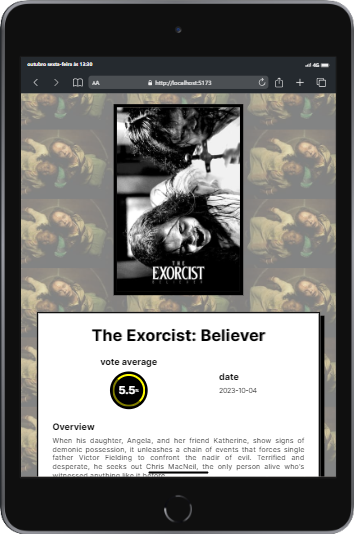 outubro sexta-feira às 13:20
4G
AA
http://localhost:5173
THE
EXORCIST
BELIEVER
The Exorcist: Believer
vote average
date
5.5%
2023-10-04
Overview
When his daughter, Angela, and her friend Katherine, show signs of
demonic possession, it unleashes a chain of events that forces single
father Victor Fielding to confront the nadir of evil. Terrified and
desperate, he seeks out Chris MacNeil, the only person alive who's
witnessed anything like it before.